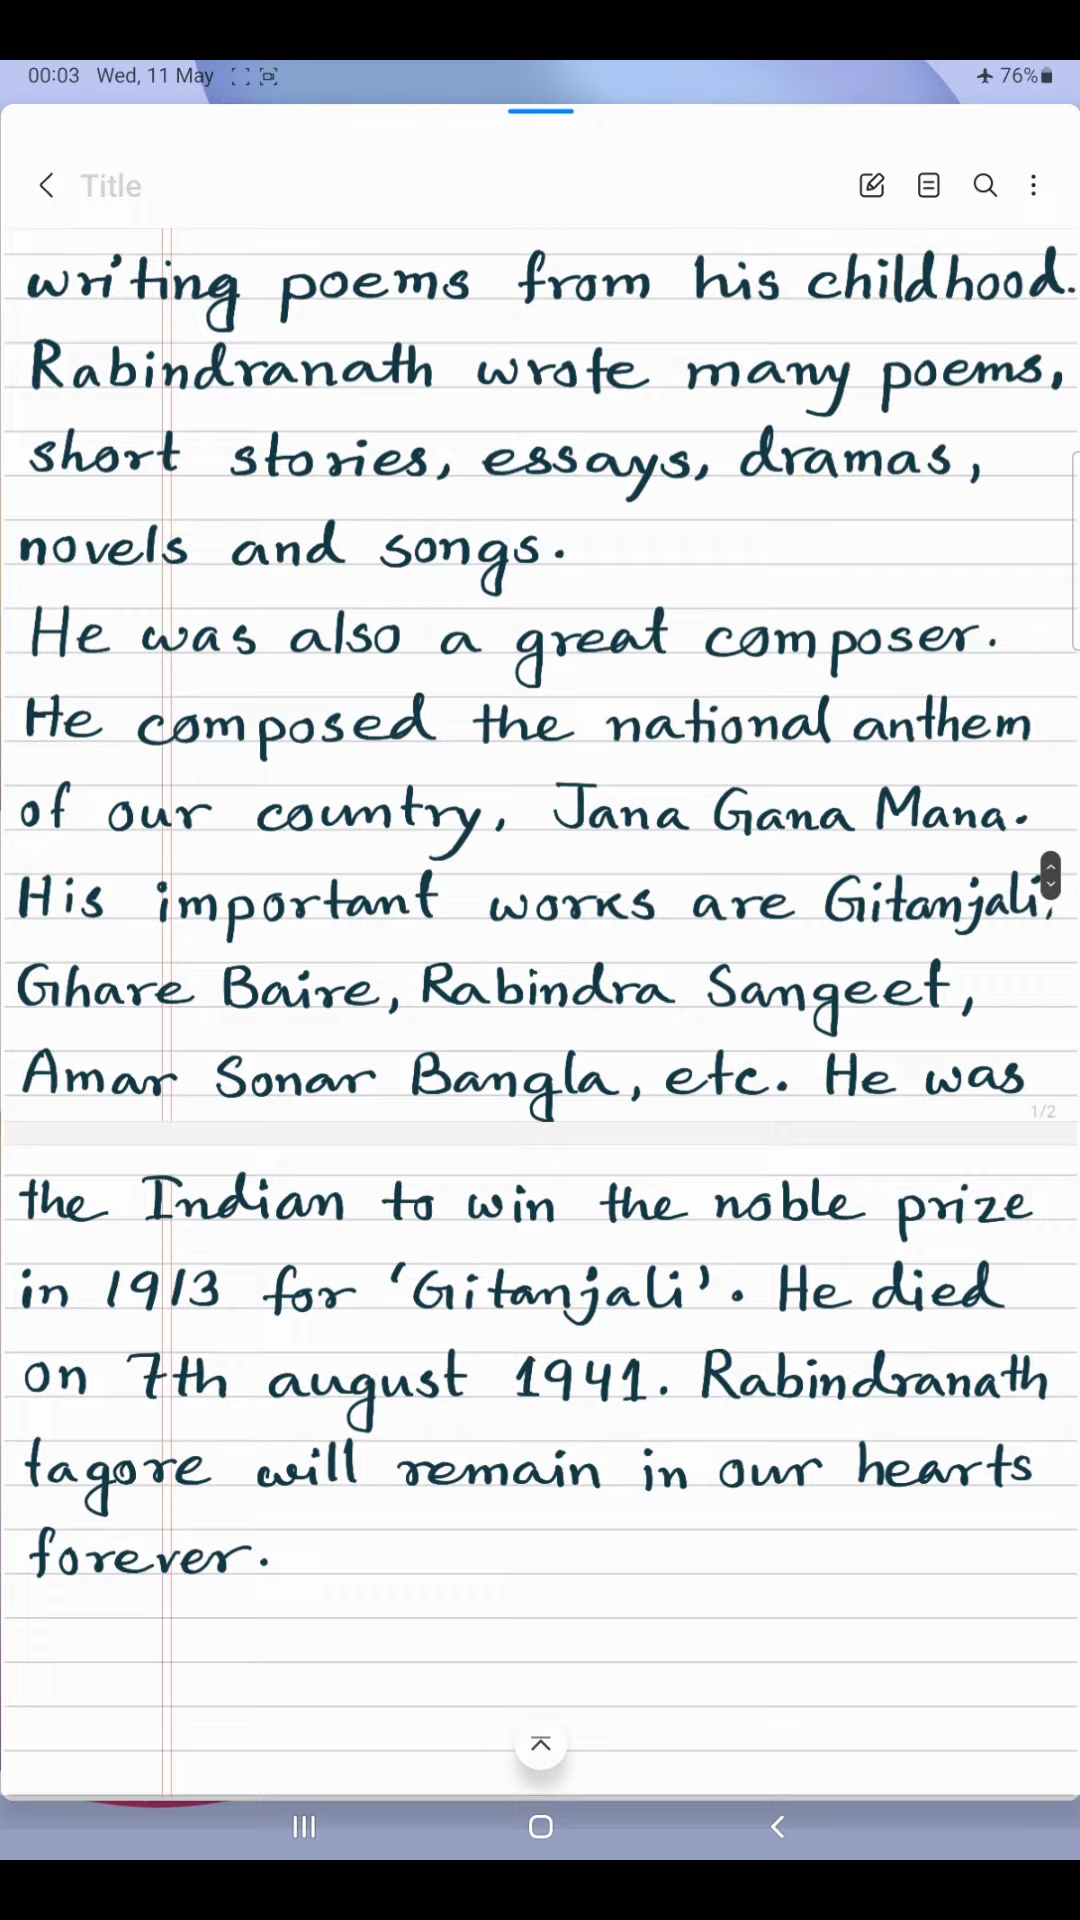 00:03 Wed, 11 May 76%
Title
writing poems from his childhood.
Rabindranath wrote many poems,
short stories, essays, dramas,
novels and songs.
He was also a great composer.
He composed the national anthem
of our country, Jana Gana Mana.
His important works are Gitanjali,
Ghare Baire, Rabindra Sangeet,
Amar Sonar Bangla, etc. He was
1/2
the Indian to win the noble prize
in 1913 for 'Gitanjali'. He died
on 7th august 1941. Rabindranath
tagore will remain in our hearts
forever.